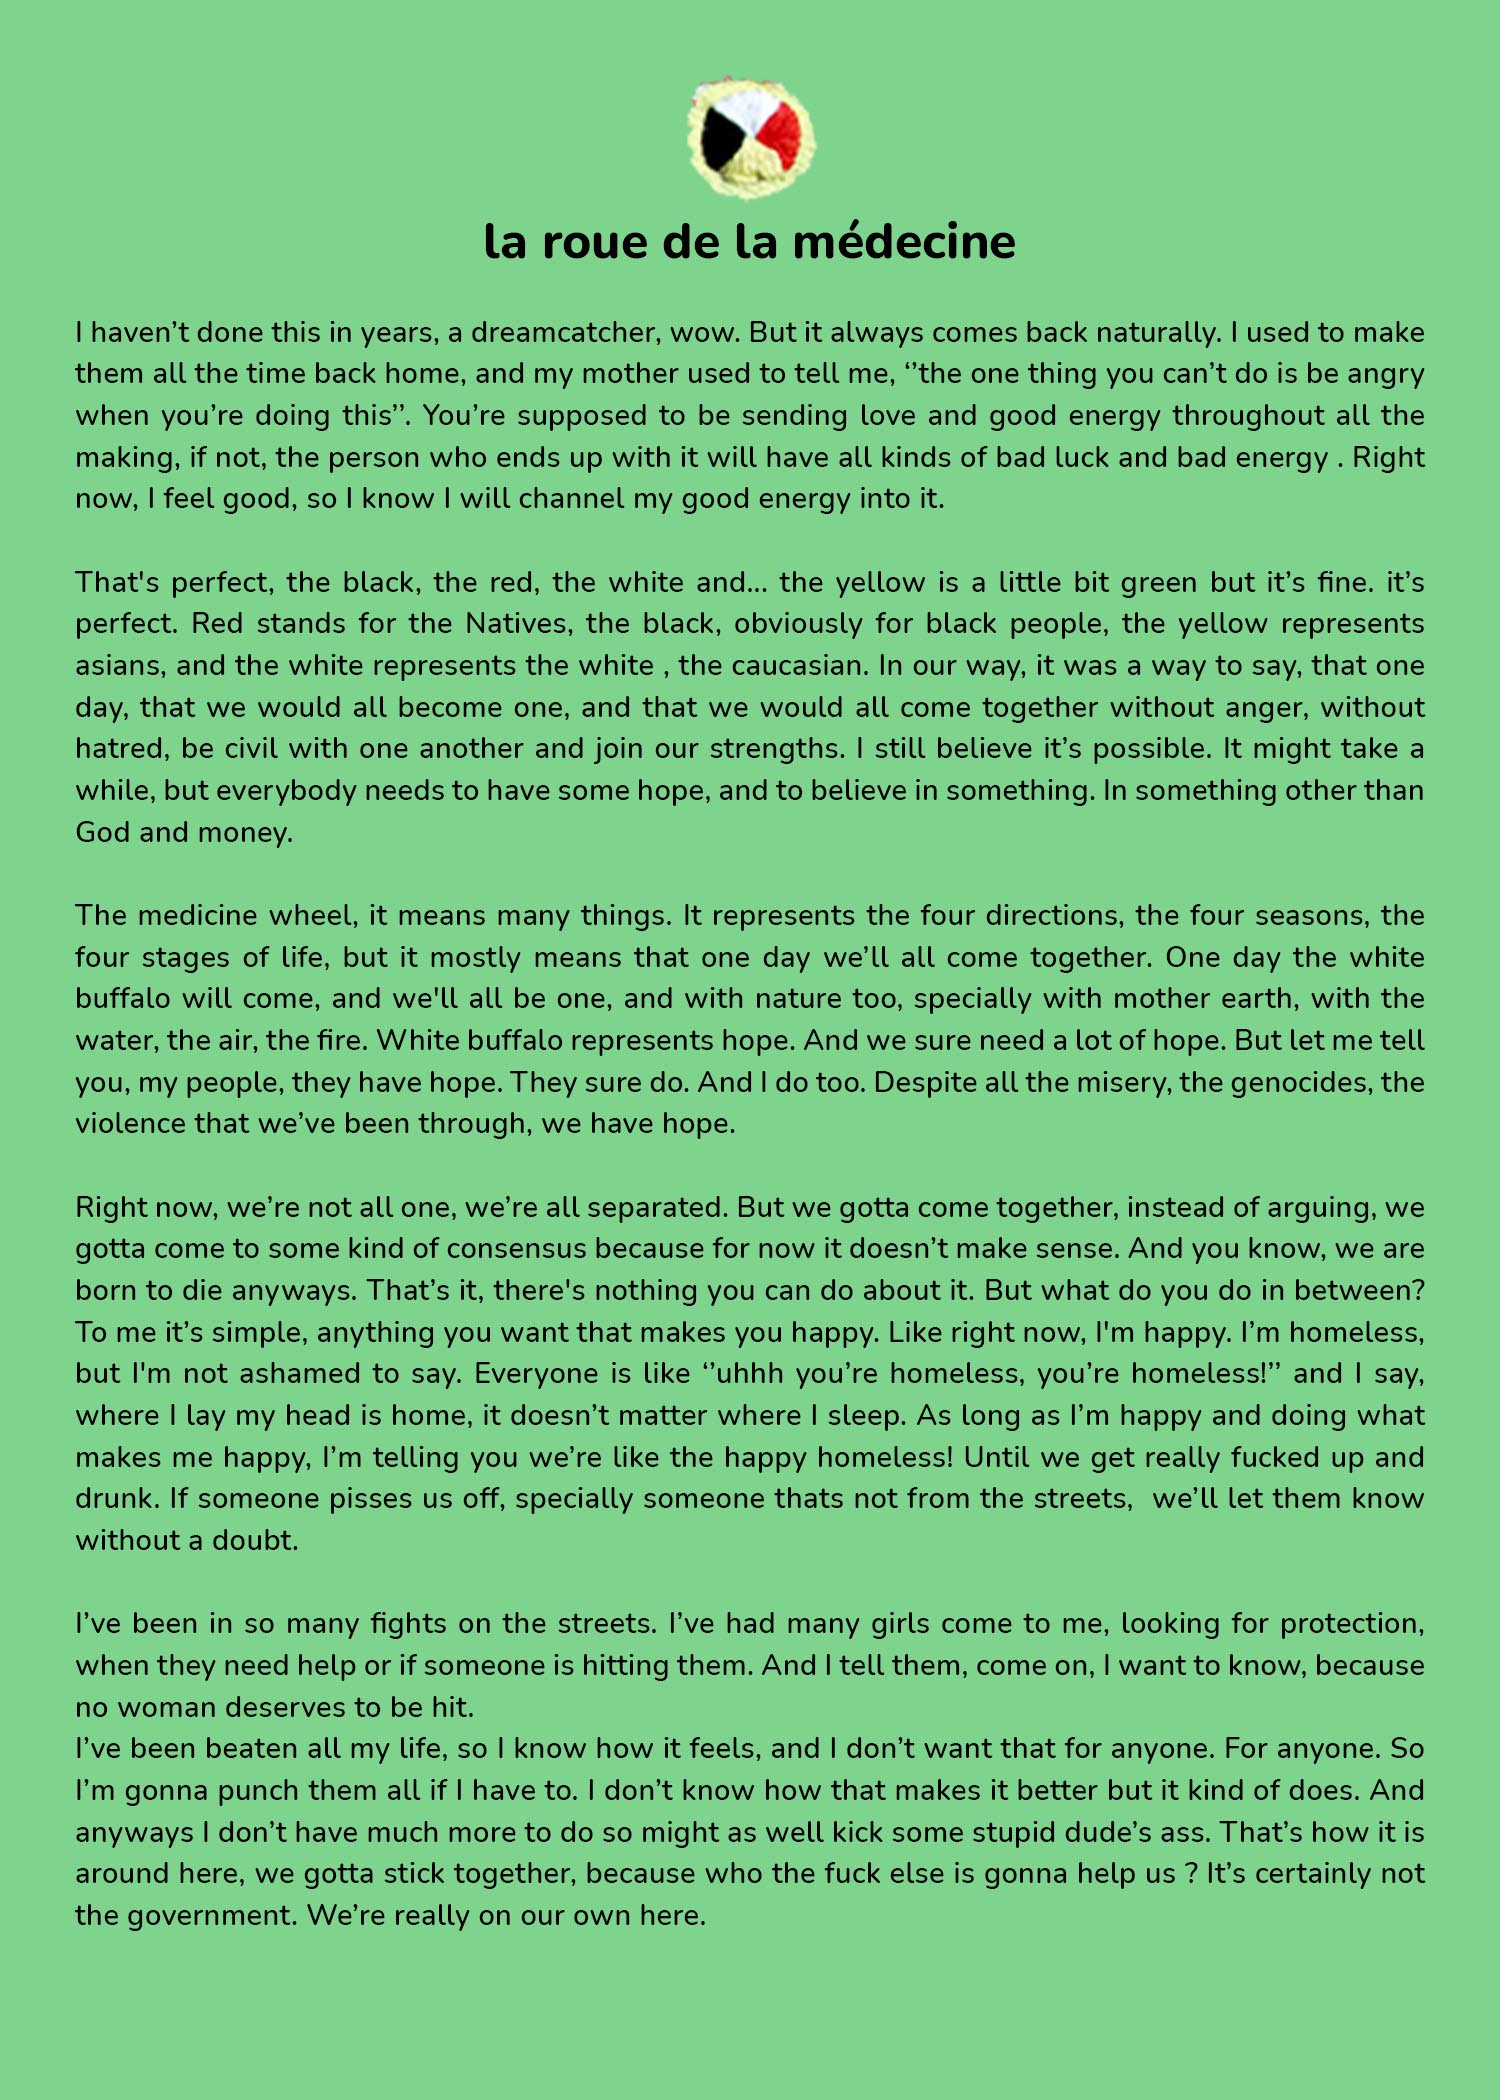 la roue de la médecine
I haven’t done this in years, a dreamcatcher, wow. But it always comes back naturally. I used to make
them all the time back home, and my mother used to tell me, ‘’the one thing you can’t do is be angry
when you’re doing this’’. You’re supposed to be sending love and good energy throughout all the
making, if not, the person who ends up with it will have all kinds of bad luck and bad energy . Right
now, I feel good, so I know I will channel my good energy into it.
That's perfect, the black, the red, the white and... the yellow is a little bit green but it’s fine. it’s
perfect. Red stands for the Natives, the black, obviously for black people, the yellow represents
asians, and the white represents the white , the caucasian. In our way, it was a way to say, that one
day, that we would all become one, and that we would all come together without anger, without
hatred, be civil with one another and join our strengths. I still believe it’s possible. It might take a
while, but everybody needs to have some hope, and to believe in something. In something other than
God and money.
The medicine wheel, it means many things. It represents the four directions, the four seasons, the
four stages of life, but it mostly means that one day we’ll all come together. One day the white
buffalo will come, and we'll all be one, and with nature too, specially with mother earth, with the
water, the air, the fire. White buffalo represents hope. And we sure need a lot of hope. But let me tell
you, my people, they have hope. They sure do. And I do too. Despite all the misery, the genocides, the
violence that we’ve been through, we have hope.
Right now, we’re not all one, we’re all separated. But we gotta come together, instead of arguing, we
gotta come to some kind of consensus because for now it doesn’t make sense. And you know, we are
born to die anyways. That’s it, there's nothing you can do about it. But what do you do in between?
To me it’s simple, anything you want that makes you happy. Like right now, I'm happy. I’m homeless,
but I'm not ashamed to say. Everyone is like ‘’uhhh you’re homeless, you’re homeless!’’ and I say,
where I lay my head is home, it doesn’t matter where I sleep. As long as I’m happy and doing what
makes me happy, I’m telling you we’re like the happy homeless! Until we get really fucked up and
drunk. If someone pisses us off, specially someone thats not from the streets,  we’ll let them know
without a doubt.
I’ve been in so many fights on the streets. I’ve had many girls come to me, looking for protection,
when they need help or if someone is hitting them. And I tell them, come on, I want to know, because
no woman deserves to be hit.
I’ve been beaten all my life, so I know how it feels, and I don’t want that for anyone. For anyone. So
I’m gonna punch them all if I have to. I don’t know how that makes it better but it kind of does. And
anyways I don’t have much more to do so might as well kick some stupid dude’s ass. That’s how it is
around here, we gotta stick together, because who the fuck else is gonna help us ? It’s certainly not
the government. We’re really on our own here.